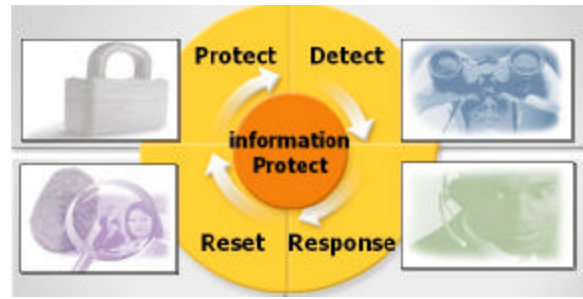 Protect Detect
information
Protect
Reset Response